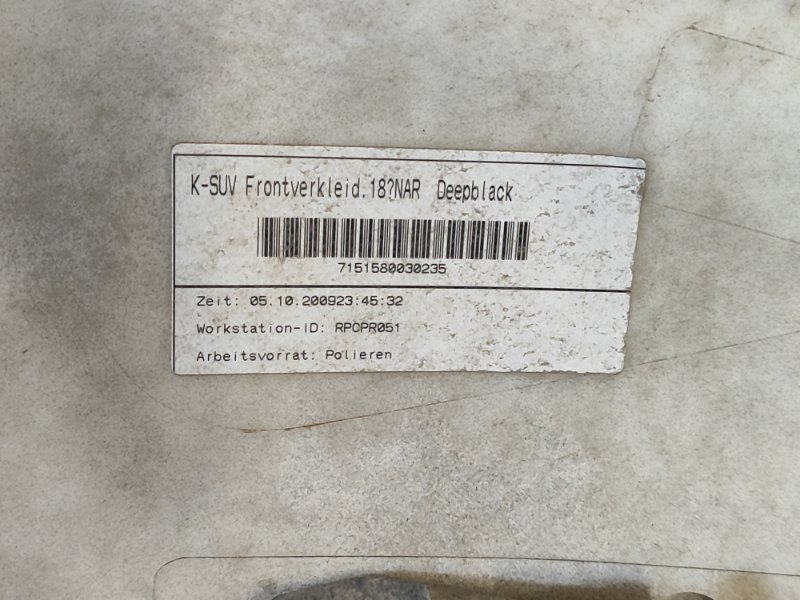 K-SUV Frontverkleid.18?NAR Deepblack
7151580030235
Zeit: 05.10.200923:45:32
Workstation-ID: RPOPR051
Arbeitsvorrat: Polieren